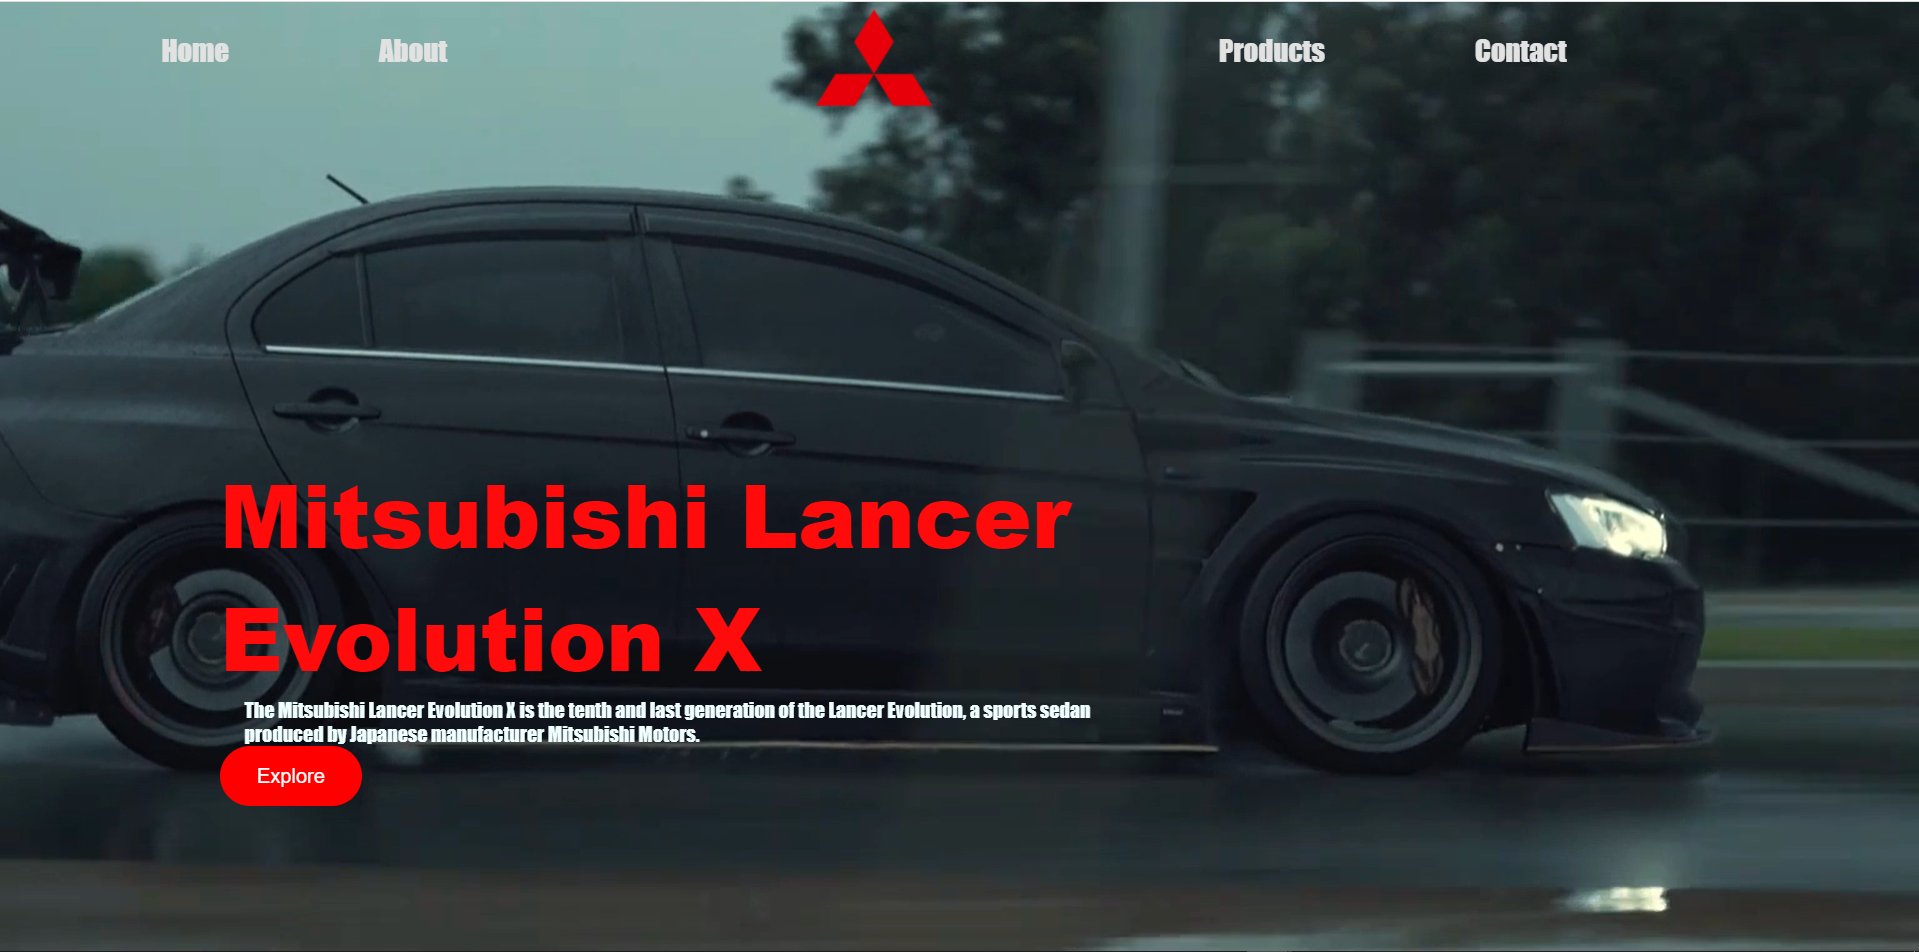 Home About Products Contact
Mitsubishi Lancer
Evolution X
The Mitsubishi Lancer Evolution X is the tenth and last generation of the Lancer Evolution, a sports sedan
produced by Japanese manufacturer Mitsubishi Motors.
Explore